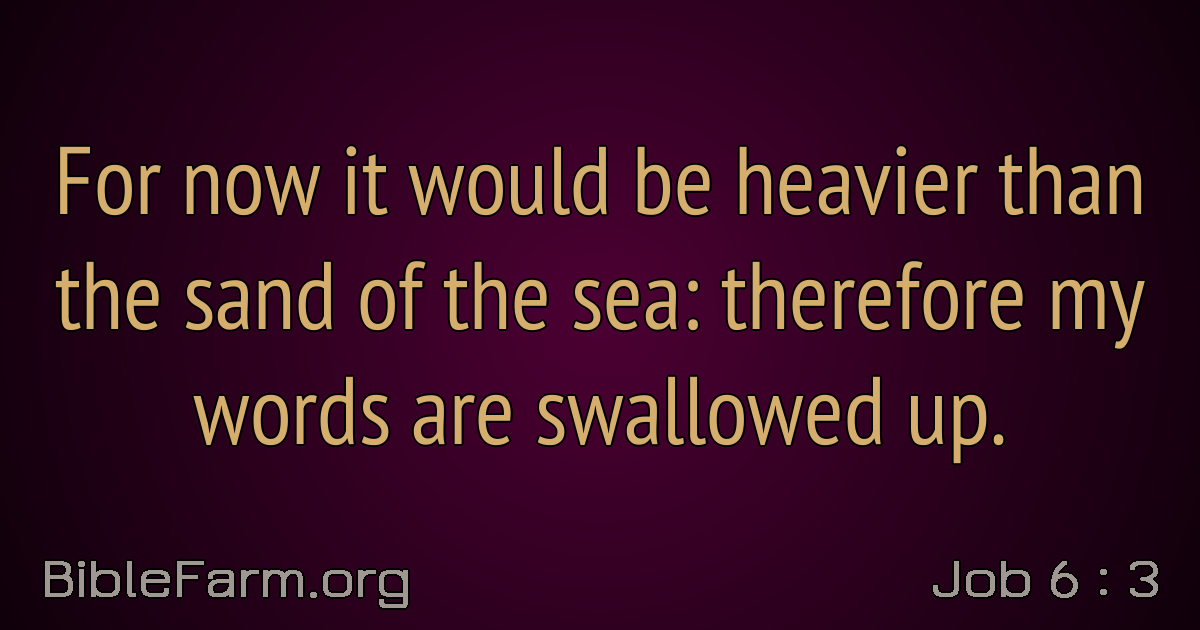 For now it would be heavier than
the sand of the sea: therefore my
words are swallowed up.
BibleFarm.org
Job 6 : 3